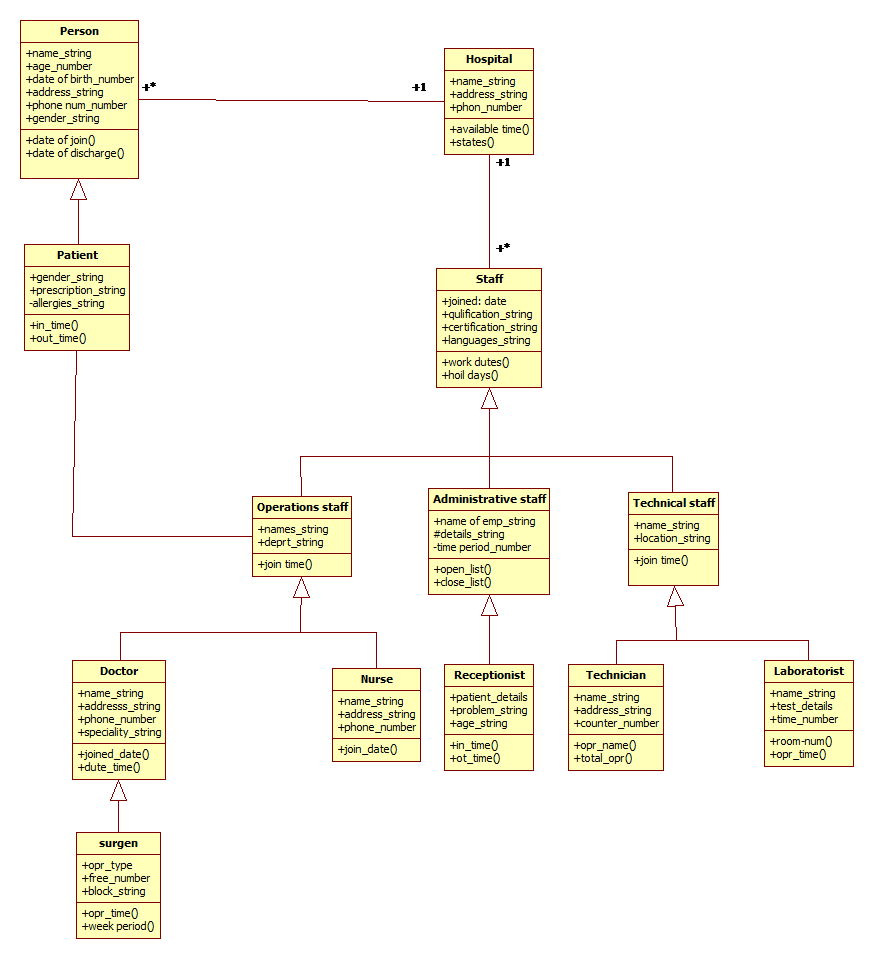 Person
+name_string
+age_number
+date of birth_number
+address_string
+phone num_number
+gender_string
+date of join()
+date of discharge()
+*
+1
Hospital
+name_string
+address_string
+phon_number
+available time()
+states()
+1
+*
Patient
+gender_string
+prescription_string
-allergies_string
+in_time()
+out_time()
Staff
+joined: date
+qulification_string
+certification_string
+languages_string
+work dutes()
+hoil days()
Operations staff
+names_string
+deprt_string
+join time()
Administrative staff
+name of emp_string
#details_string
-time period_number
+open_list()
+close_list()
Technical staff
+name_string
+location_string
+join time()
Doctor
+name_string
+addresss_string
+phone_number
+speciality_string
+joined_date()
+dute_time()
Nurse
+name_string
+address_string
+phone_number
+join_date()
Receptionist
+patient_details
+problem_string
+age_string
+in_time()
+ot_time()
Technician
+name_string
+address_string
+counter_number
+opr_name()
+total_opr()
Laboratorist
+name_string
+test_details
+time_number
+room-num()
+opr_time()
surgen
+opr_type
+free_number
+block_string
+opr_time()
+week period()